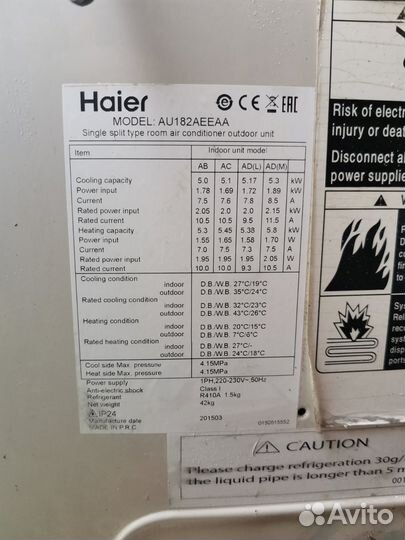 Haier
CE EAC
MODEL: AU182AEEAA
Single split type room air conditioner outdoor unit
Item Indoor unit model
AB AC AD(L) AD(M)
Cooling capacity 5.0 5.1 5.17 5.3 kW
Power input 1.78 1.69 1.72 1.89 kW
Current 7.5 7.6 7.8 8.5 A
Rated power input 2.05 2.0 2.0 2.15 kW
Rated current 10.5 10.5 9.5 11.5 A
Heating capacity 5.3 5.45 5.38 5.8 kW
Power input 1.55 1.65 1.58 1.70 W
Current 7.0 7.5 7.3 7.5 A
Rated power input 1.95 1.95 1.95 2.05 W
Rated current 10.0 10.0 9.3 10.5 A
Cooling condition indoor D.B./W.B. 27°C/19°C
outdoor D.B./W.B. 35°C/24°C
Rated cooling condition indoor D.B./W.B. 32°C/23°C
outdoor D.B./W.B. 43°C/26°C
Heating condition indoor D.B./W.B. 20°C/15°C
outdoor D.B./W.B. 7°C/6°C
Rated heating condition indoor D.B./W.B. 27°C/-
outdoor D.B./W.B. 24°C/18°C
Cool side Max. pressure 4.15MPa
Heat side Max. pressure 4.15MPa
Power supply 1PH,220-230V~,50Hz
Anti-electric shock Class I
Refrigerant R410A 1.5kg
Net weight 42kg
IP24
Manufacture date 201503
MADE IN P.R.C
Risk of elect
injury or dea
Disconnect al
power supplie
CAUTION
Please charge refrigeration 30g/
the liquid pipe is longer than 5 m
001
Avito